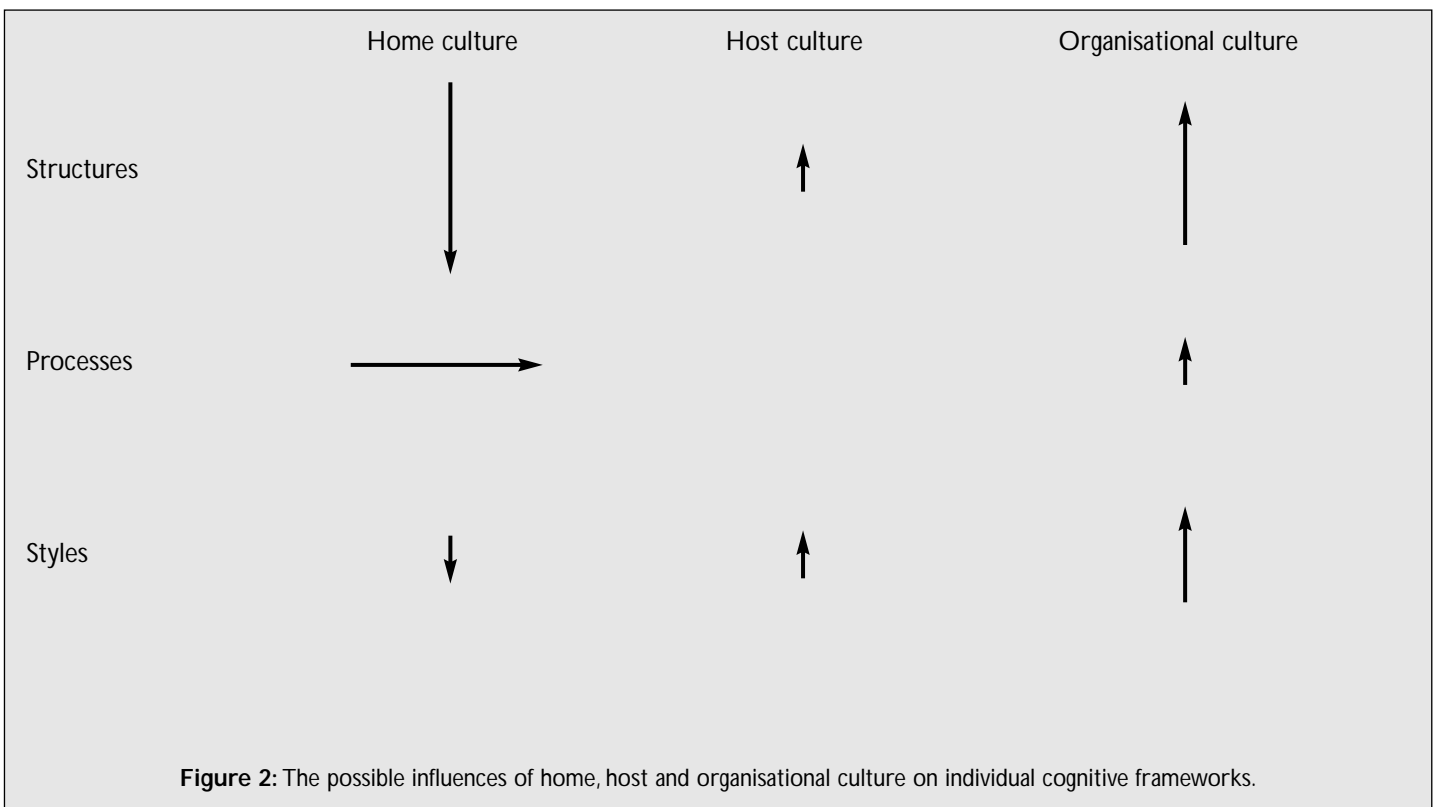 Home culture Host culture Organisational culture
Structures
Processes
Styles
Figure 2: The possible influences of home, host and organisational culture on individual cognitive frameworks.